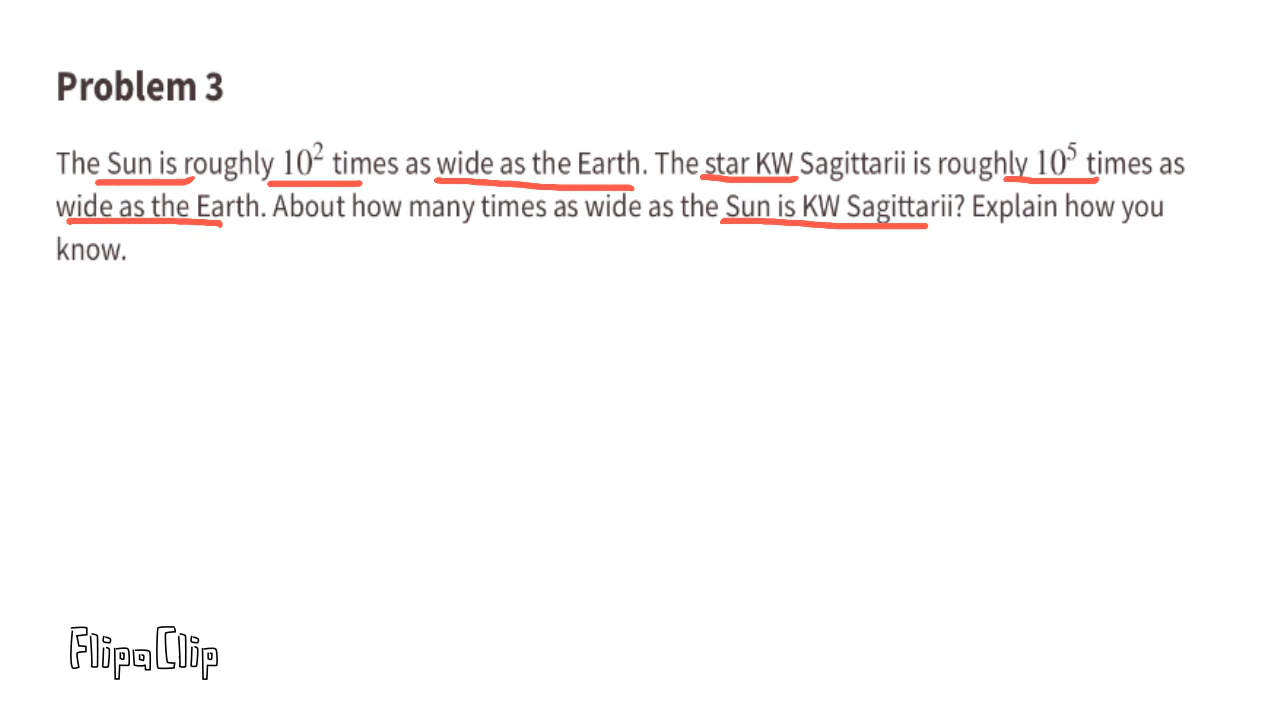 Problem 3
The Sun is roughly 10² times as wide as the Earth. The star KW Sagittarii is roughly 10⁵ times as
wide as the Earth. About how many times as wide as the Sun is KW Sagittarii? Explain how you
know.
FlipaClip